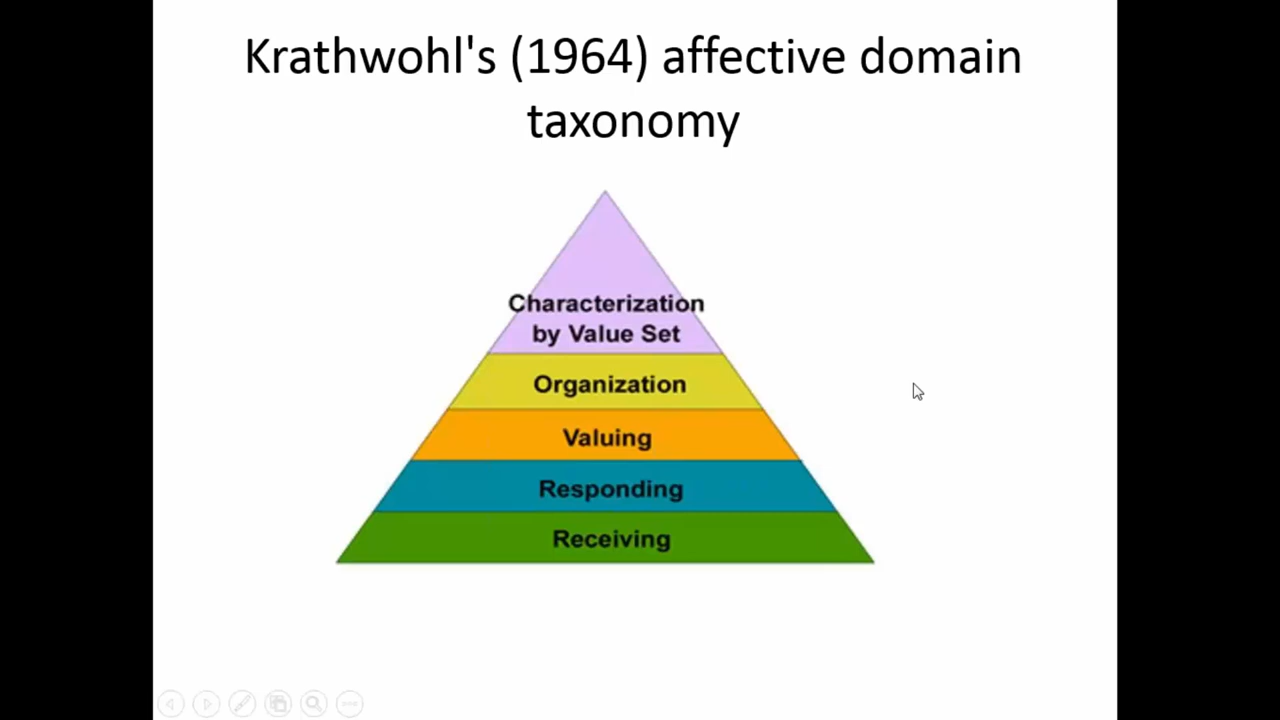 Krathwohl's (1964) affective domain
taxonomy
Characterization
by Value Set
Organization
Valuing
Responding
Receiving